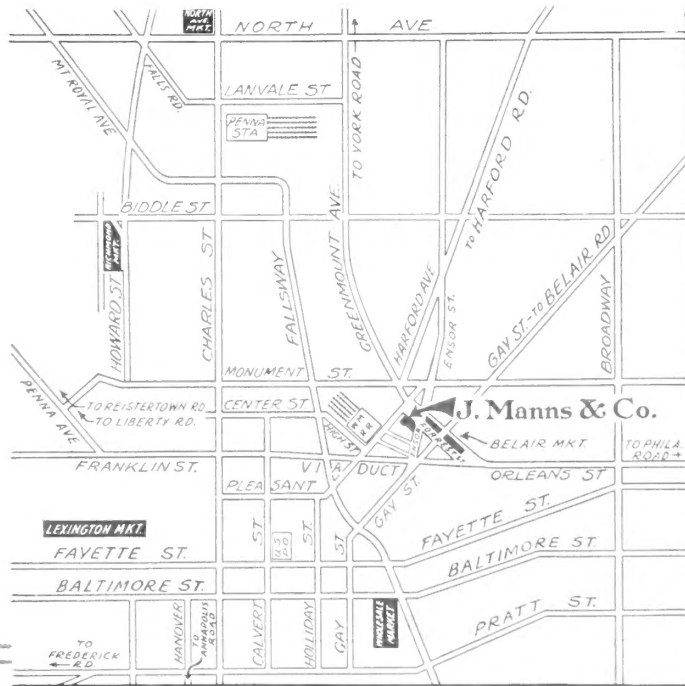 NORTH AVE. MKT.
NORTH AVE
MT ROYAL AVE
FALLS RD.
LANVALE ST
TO YORK ROAD
PENNA STA
TO HARFORD RD.
BIDDLE ST
RICHMOND MKT.
HOWARD ST
CHARLES ST
FALLSWAY
GREENMOUNT AVE.
HARFORD AVE
ENSOR ST.
GAY ST.-TO BELAIR RD
BROADWAY
MONUMENT ST.
PENNA AVE
TO REISTERTOWN RD.
TO LIBERTY RD.
CENTER ST
HIGH ST
W M R R
J. Manns & Co.
ENSOR
FORREST ST
BELAIR MKT.
TO PHILA. ROAD
FRANKLIN ST.
VIADUCT
ORLEANS ST
PLEASANT
GAY ST.
LEXINGTON MKT.
FAYETTE ST.
ST
U.S. P.O.
ST.
ST
FAYETTE ST.
BALTIMORE ST.
BALTIMORE ST.
HANOVER
TO ANNAPOLIS ROAD
CALVERT
HOLLIDAY
GAY
WHOLESALE MARKET
PRATT ST.
TO FREDERICK RD.